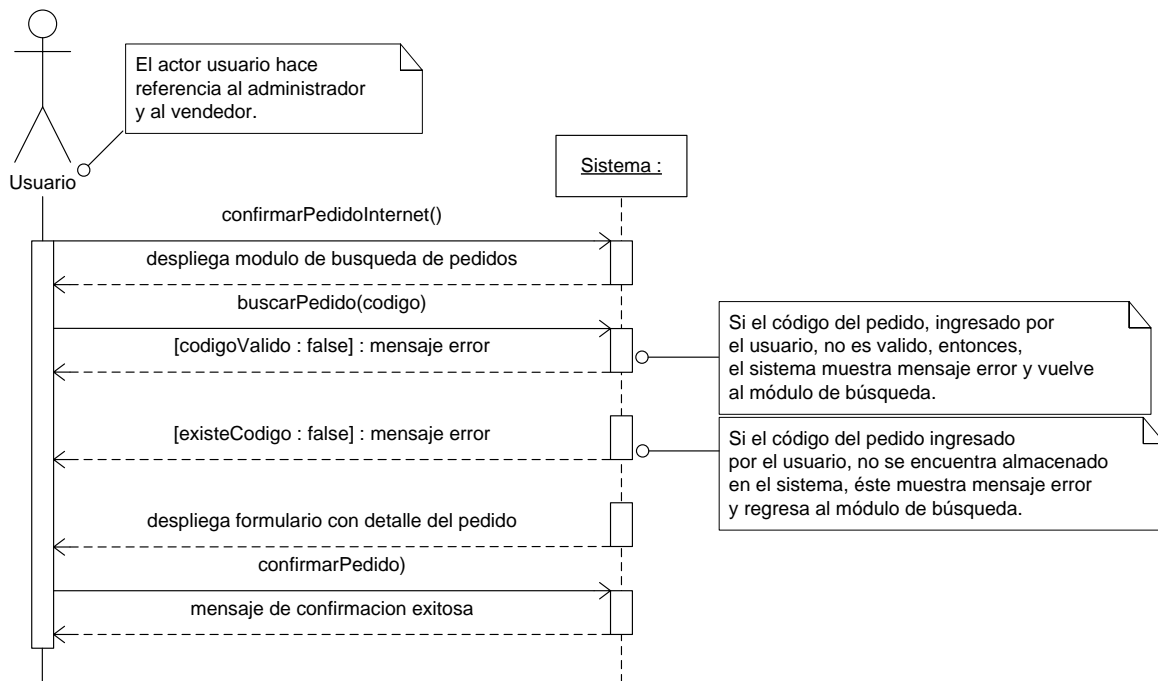 El actor usuario hace
referencia al administrador
y al vendedor.
Usuario
Sistema :
confirmarPedidoInternet()
despliega modulo de busqueda de pedidos
buscarPedido(codigo)
[codigoValido : false] : mensaje error
Si el código del pedido, ingresado por
el usuario, no es valido, entonces,
el sistema muestra mensaje error y vuelve
al módulo de búsqueda.
[existeCodigo : false] : mensaje error
Si el código del pedido ingresado
por el usuario, no se encuentra almacenado
en el sistema, éste muestra mensaje error
y regresa al módulo de búsqueda.
despliega formulario con detalle del pedido
confirmarPedido)
mensaje de confirmacion exitosa